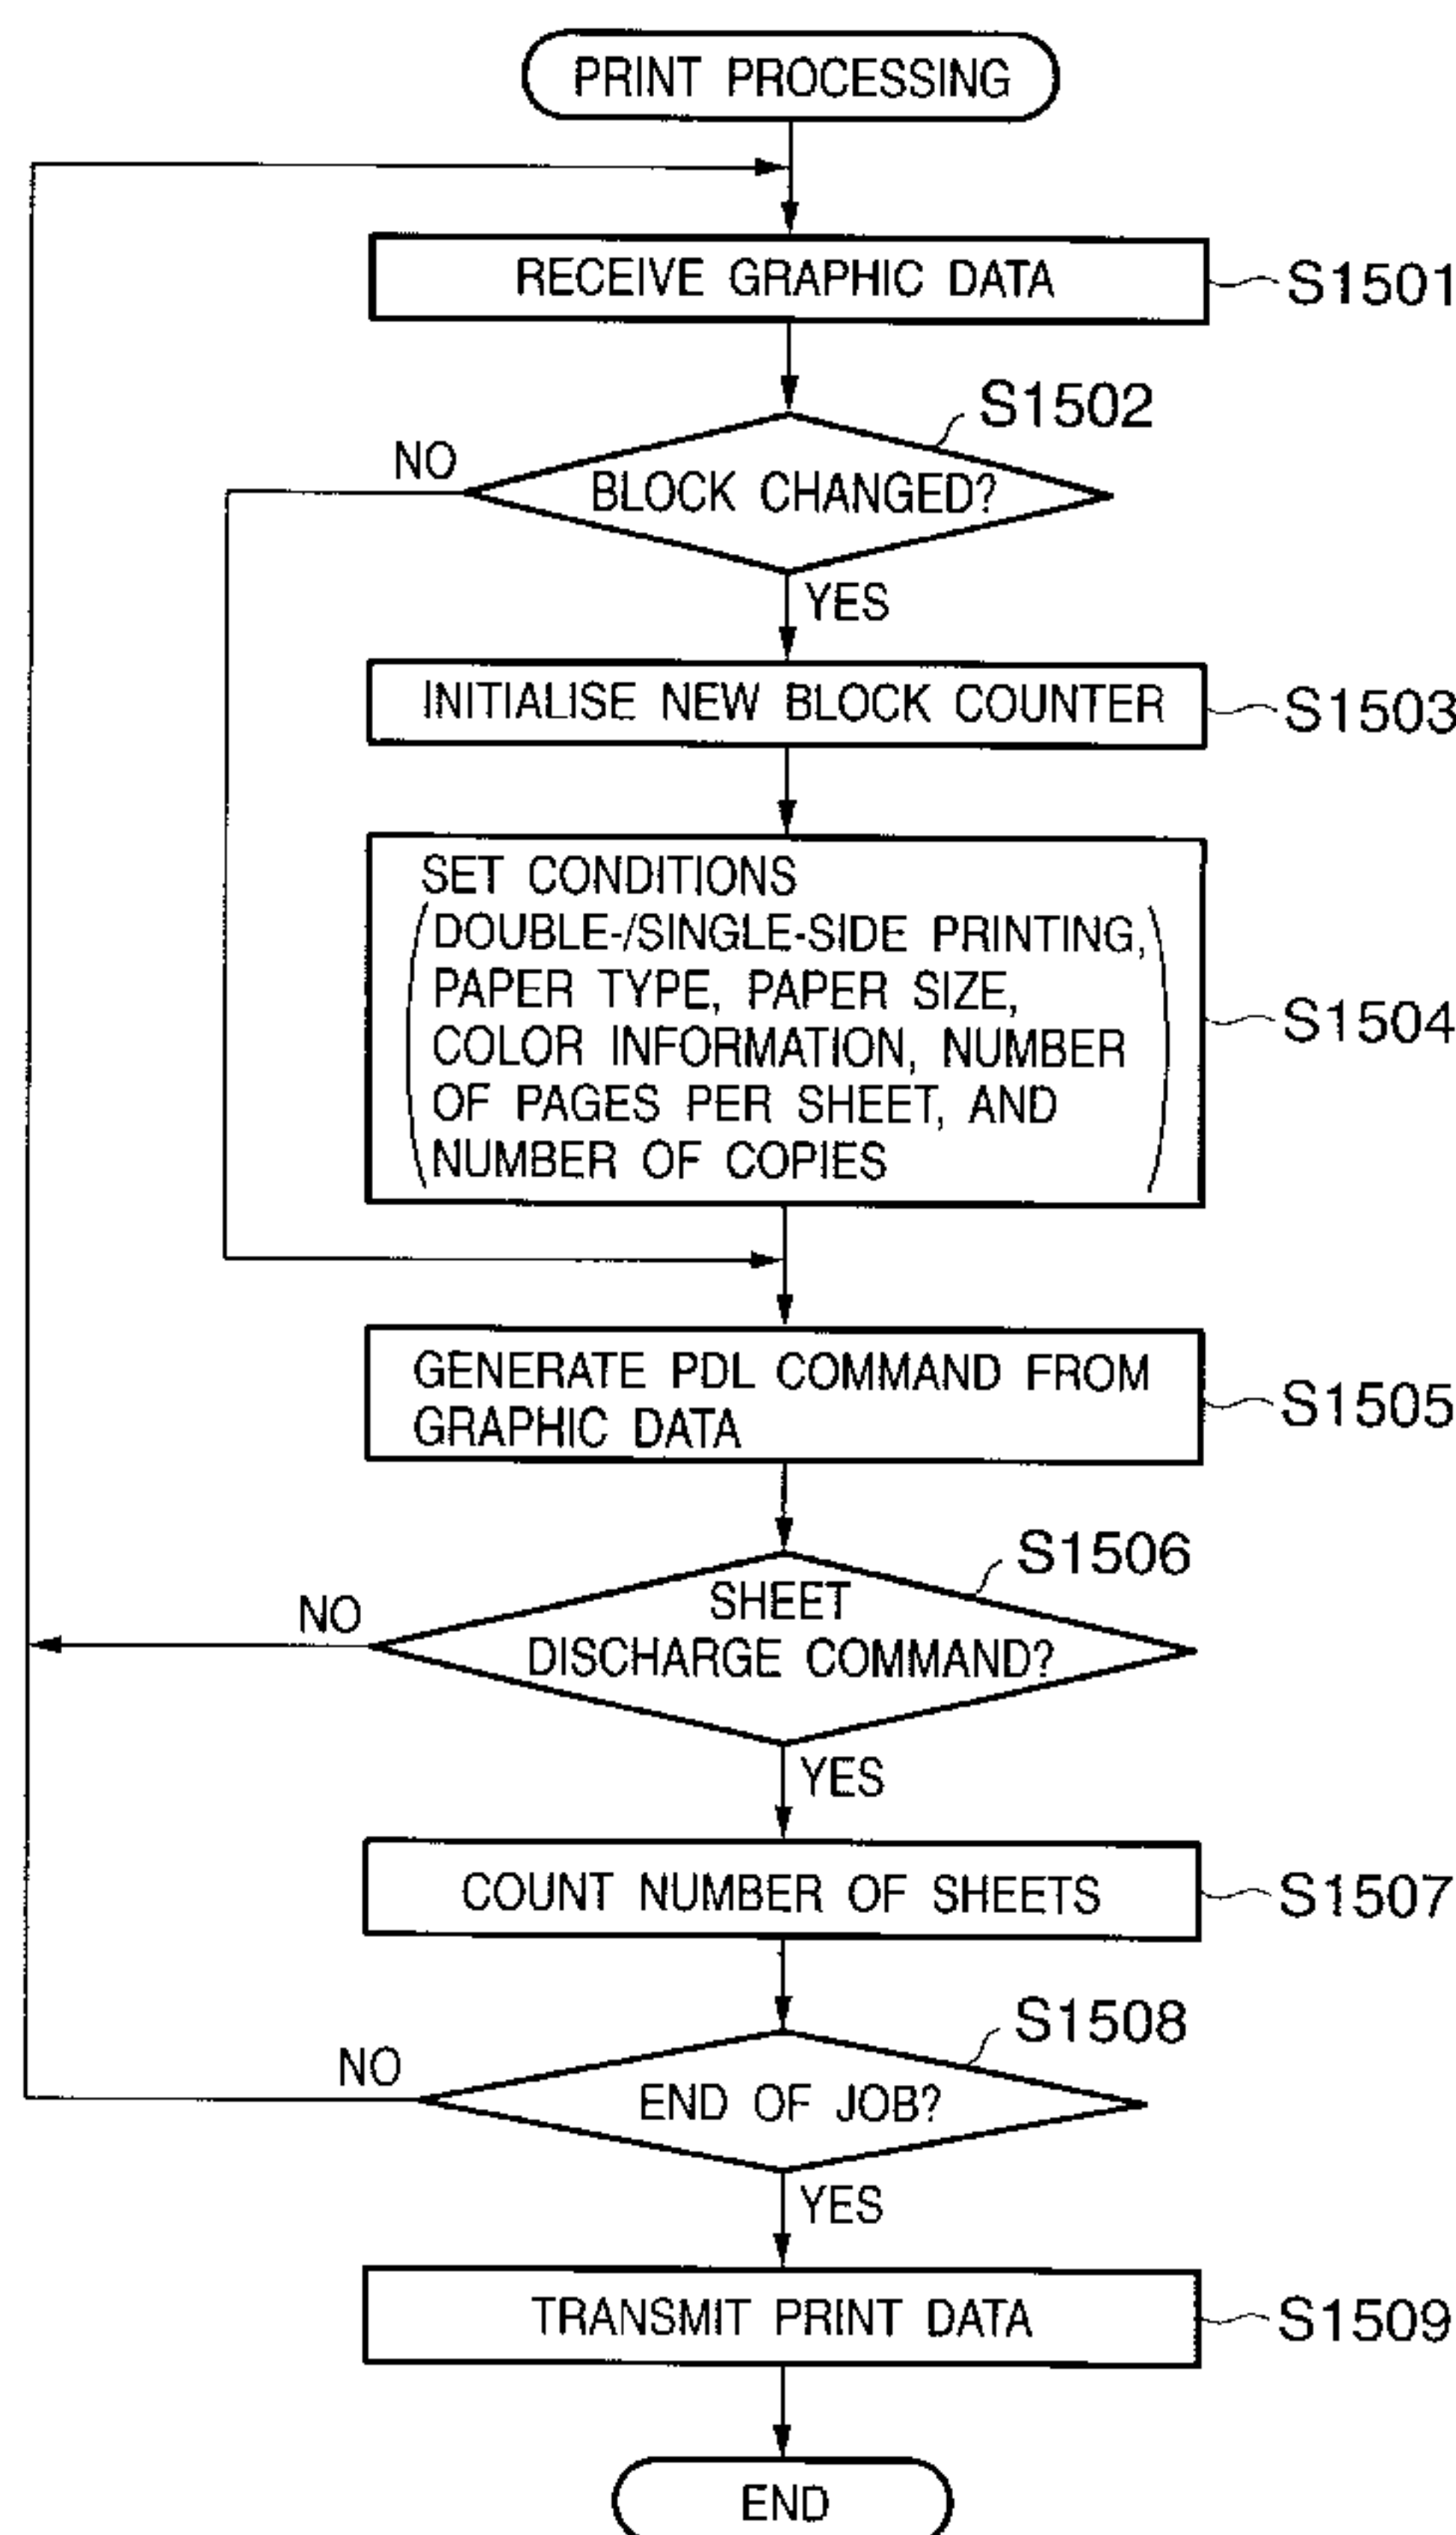 PRINT PROCESSING
RECEIVE GRAPHIC DATA
S1501
S1502
NO
BLOCK CHANGED?
YES
INITIALISE NEW BLOCK COUNTER
S1503
SET CONDITIONS
DOUBLE-/SINGLE-SIDE PRINTING,
PAPER TYPE, PAPER SIZE,
COLOR INFORMATION, NUMBER
OF PAGES PER SHEET, AND
NUMBER OF COPIES
S1504
GENERATE PDL COMMAND FROM
GRAPHIC DATA
S1505
S1506
NO
SHEET
DISCHARGE COMMAND?
YES
COUNT NUMBER OF SHEETS
S1507
S1508
NO
END OF JOB?
YES
TRANSMIT PRINT DATA
S1509
END